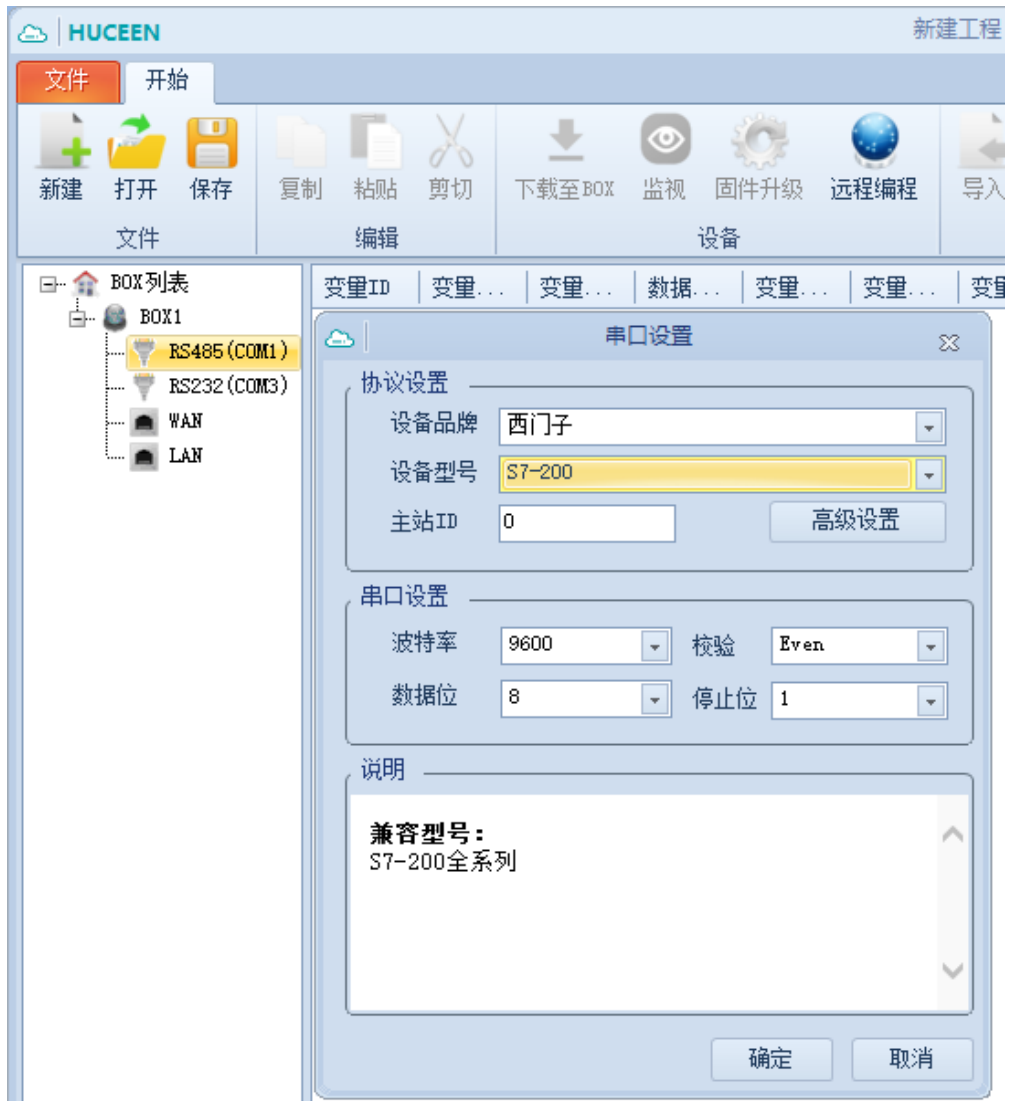 HUCEEN
新建工程
文件 开始
新建 打开 保存 复制 粘贴 剪切 下载至BOX 监视 固件升级 远程编程 导入
文件 编辑 设备
BOX列表
BOX1
RS485(COM1)
RS232(COM3)
WAN
LAN
变量ID 变量... 变量... 数据... 变量... 变量... 变量
串口设置
协议设置
设备品牌 西门子
设备型号 S7-200
主站ID 0 高级设置
串口设置
波特率 9600 校验 Even
数据位 8 停止位 1
说明
兼容型号:
S7-200全系列
确定 取消